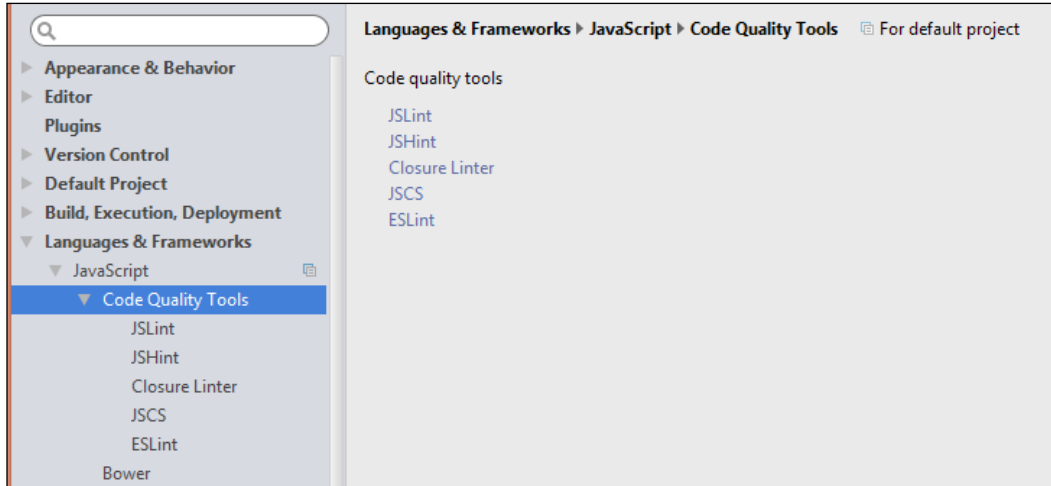 Appearance & Behavior
Editor
Plugins
Version Control
Default Project
Build, Execution, Deployment
Languages & Frameworks
JavaScript
Code Quality Tools
JSLint
JSHint
Closure Linter
JSCS
ESLint
Bower
Languages & Frameworks ▸ JavaScript ▸ Code Quality Tools For default project
Code quality tools
JSLint
JSHint
Closure Linter
JSCS
ESLint